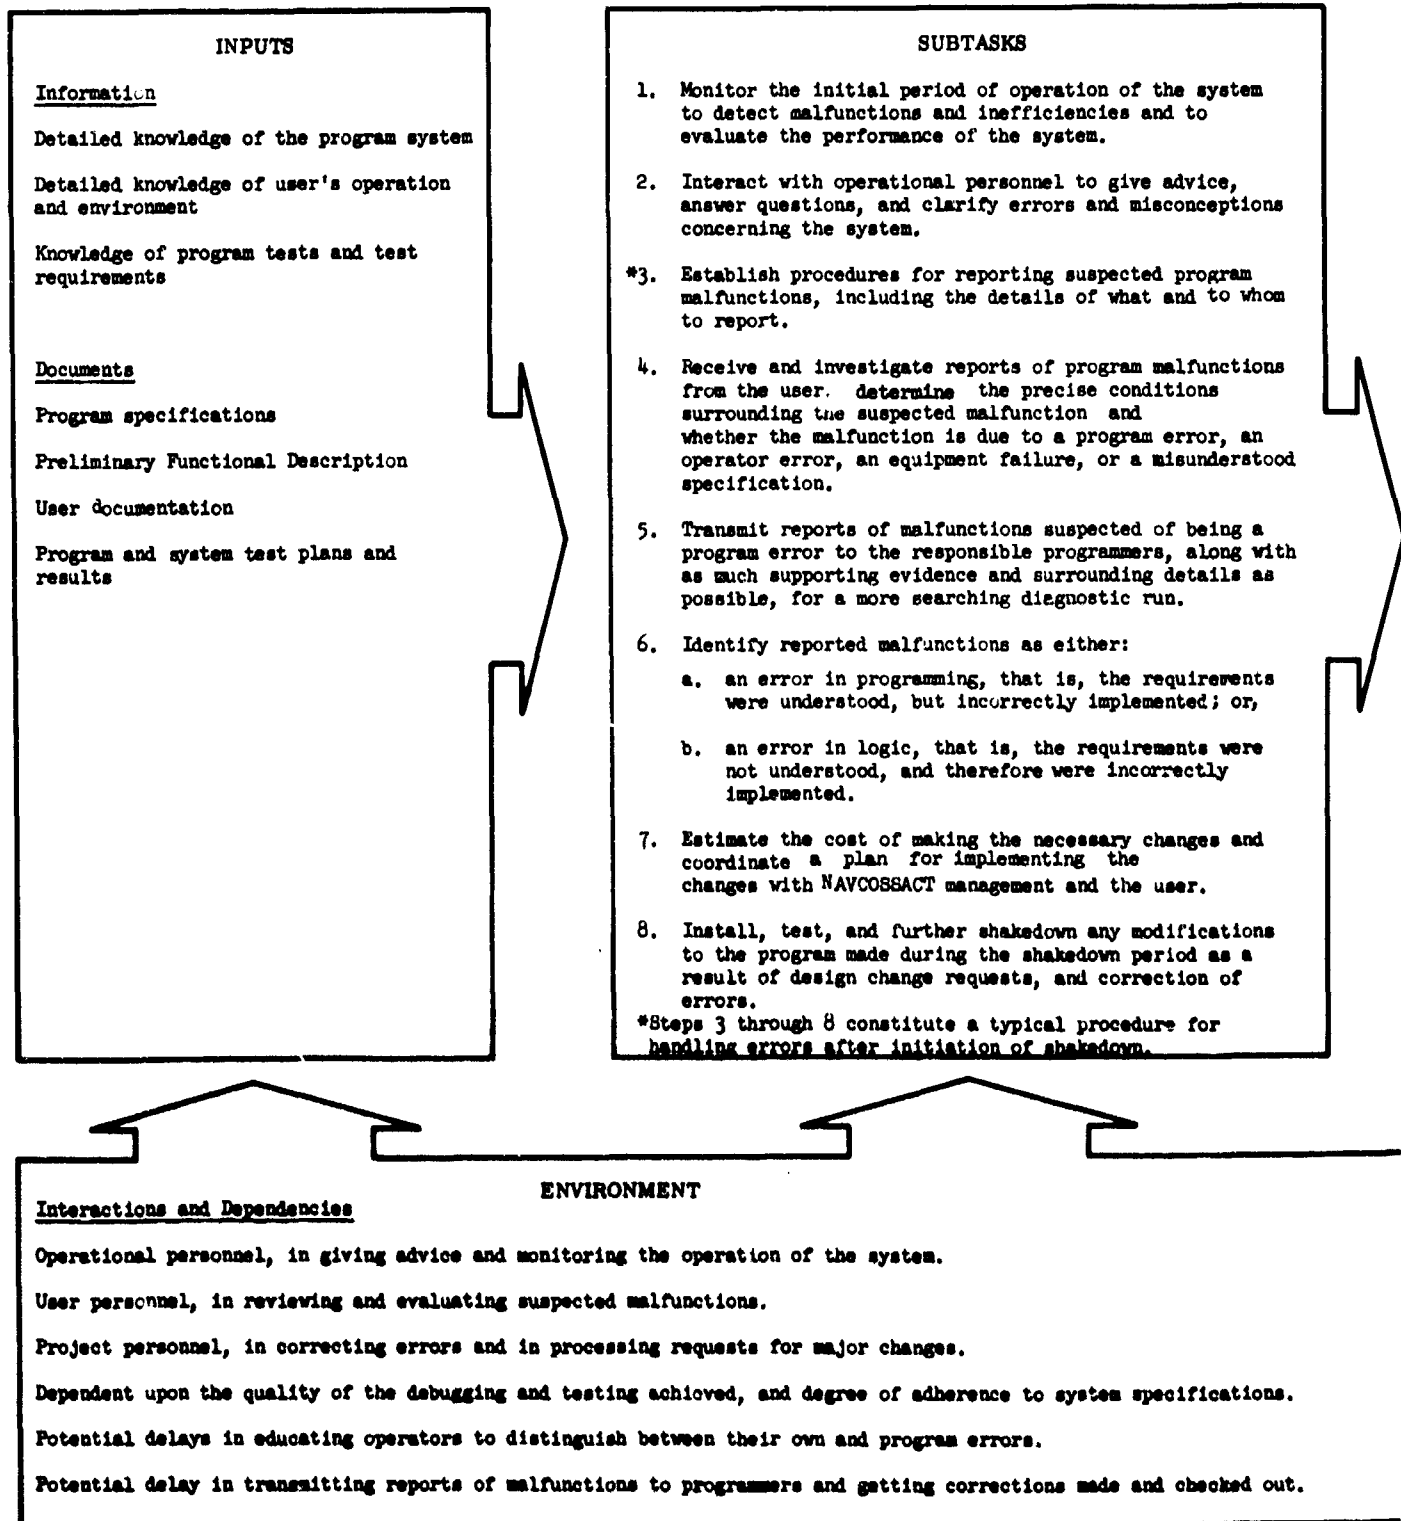 INPUTS
Information
Detailed knowledge of the program system
Detailed knowledge of user's operation
and environment
Knowledge of program tests and test
requirements
Documents
Program specifications
Preliminary Functional Description
User documentation
Program and system test plans and
results
SUBTASKS
1. Monitor the initial period of operation of the system
to detect malfunctions and inefficiencies and to
evaluate the performance of the system.
2. Interact with operational personnel to give advice,
answer questions, and clarify errors and misconceptions
concerning the system.
*3. Establish procedures for reporting suspected program
malfunctions, including the details of what and to whom
to report.
4. Receive and investigate reports of program malfunctions
from the user. determine the precise conditions
surrounding the suspected malfunction and
whether the malfunction is due to a program error, an
operator error, an equipment failure, or a misunderstood
specification.
5. Transmit reports of malfunctions suspected of being a
program error to the responsible programmers, along with
as much supporting evidence and surrounding details as
possible, for a more searching diagnostic run.
6. Identify reported malfunctions as either:
a. an error in programming, that is, the requirements
were understood, but incorrectly implemented; or,
b. an error in logic, that is, the requirements were
not understood, and therefore were incorrectly
implemented.
7. Estimate the cost of making the necessary changes and
coordinate a plan for implementing the
changes with NAVCOSSACT management and the user.
8. Install, test, and further shakedown any modifications
to the program made during the shakedown period as a
result of design change requests, and correction of
errors.
*Steps 3 through 8 constitute a typical procedure for
handling errors after initiation of shakedown.
ENVIRONMENT
Interactions and Dependencies
Operational personnel, in giving advice and monitoring the operation of the system.
User personnel, in reviewing and evaluating suspected malfunctions.
Project personnel, in correcting errors and in processing requests for major changes.
Dependent upon the quality of the debugging and testing achieved, and degree of adherence to system specifications.
Potential delays in educating operators to distinguish between their own and program errors.
Potential delay in transmitting reports of malfunctions to programmers and getting corrections made and checked out.